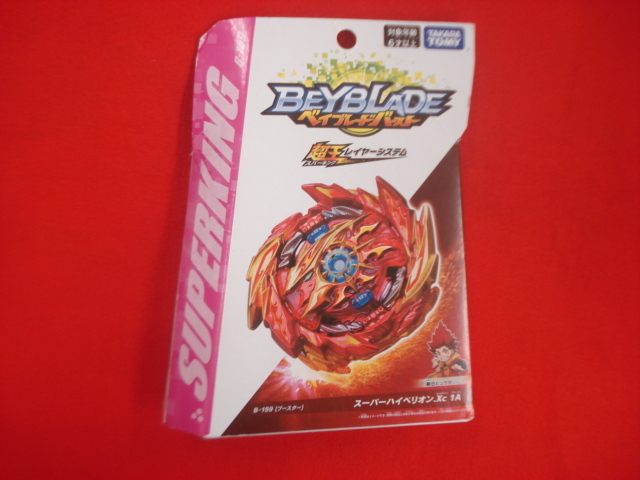 対象年齢
6才以上
TAKARA
TOMY
BEYBLADE
ベイブレードバースト
超王レイヤーシステム
スパーキング
SUPERKING
B-159 [ブースター]
スーパーハイペリオン.Xc 1A